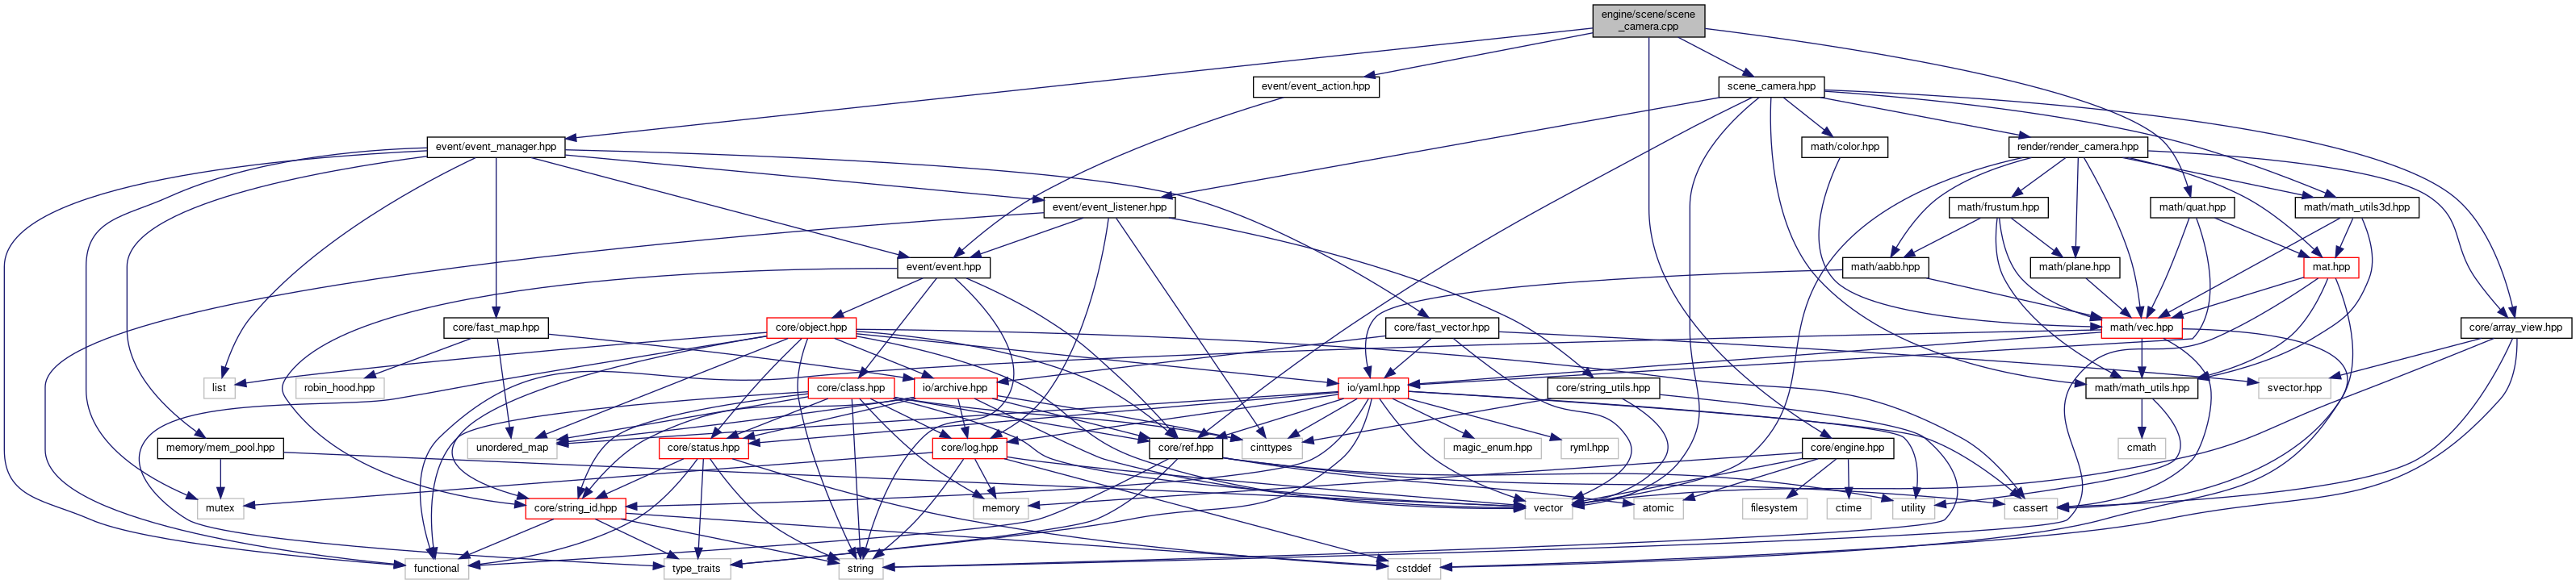 engine/scene/scene
_camera.cpp
event/event_action.hpp
scene_camera.hpp
event/event_manager.hpp
math/color.hpp
render/render_camera.hpp
event/event_listener.hpp
math/frustum.hpp
math/quat.hpp
math/math_utils3d.hpp
event/event.hpp
math/aabb.hpp
math/plane.hpp
mat.hpp
core/fast_map.hpp
core/object.hpp
core/fast_vector.hpp
math/vec.hpp
core/array_view.hpp
list
robin_hood.hpp
core/class.hpp
io/archive.hpp
io/yaml.hpp
core/string_utils.hpp
math/math_utils.hpp
svector.hpp
memory/mem_pool.hpp
unordered_map
core/status.hpp
core/log.hpp
core/ref.hpp
cinttypes
magic_enum.hpp
ryml.hpp
core/engine.hpp
cmath
mutex
core/string_id.hpp
memory
vector
atomic
filesystem
ctime
utility
cassert
functional
type_traits
string
cstddef